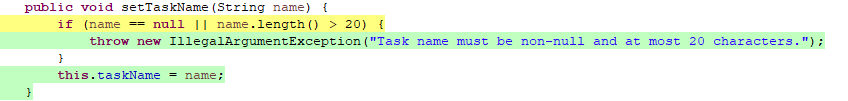 public void setTaskName(String name) {
if (name == null || name.length() > 20) {
throw new IllegalArgumentException("Task name must be non-null and at most 20 characters.");
}
this.taskName = name;
}